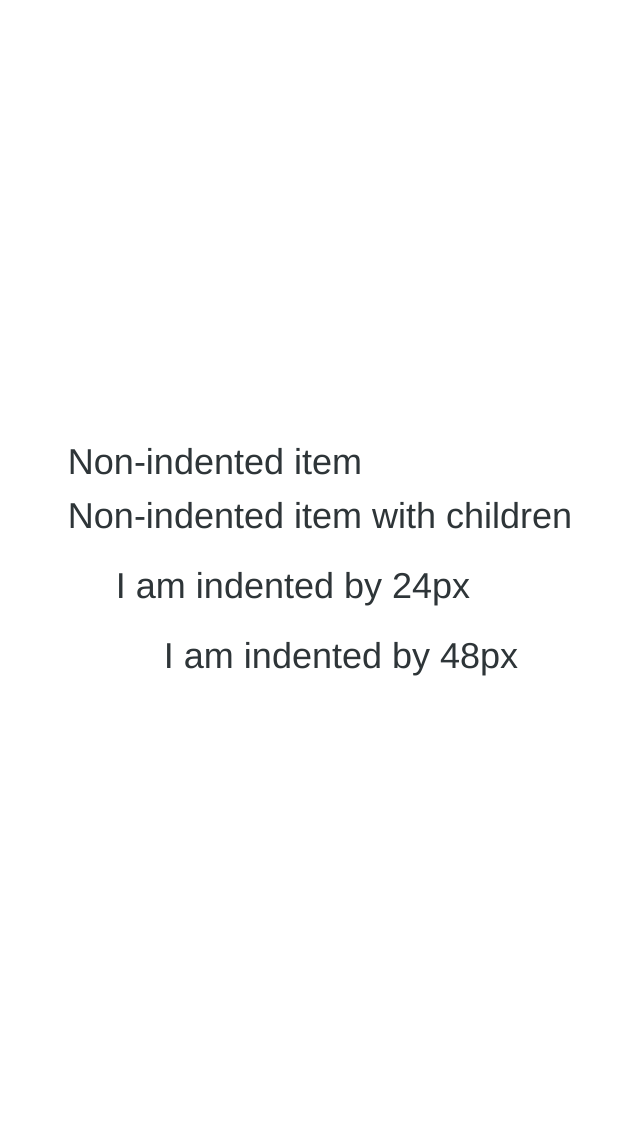 Non-indented item
Non-indented item with children
I am indented by 24px
I am indented by 48px